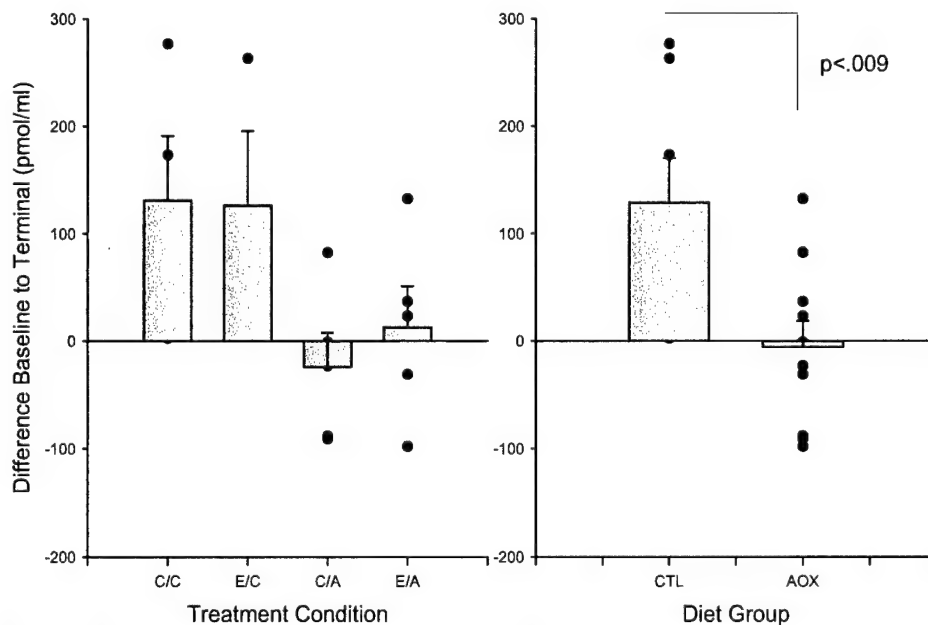 Difference Baseline to Terminal (pmol/ml)
300
200
100
0
-100
-200
C/C E/C C/A E/A
Treatment Condition
300
200
100
0
-100
-200
p<.009
CTL AOX
Diet Group